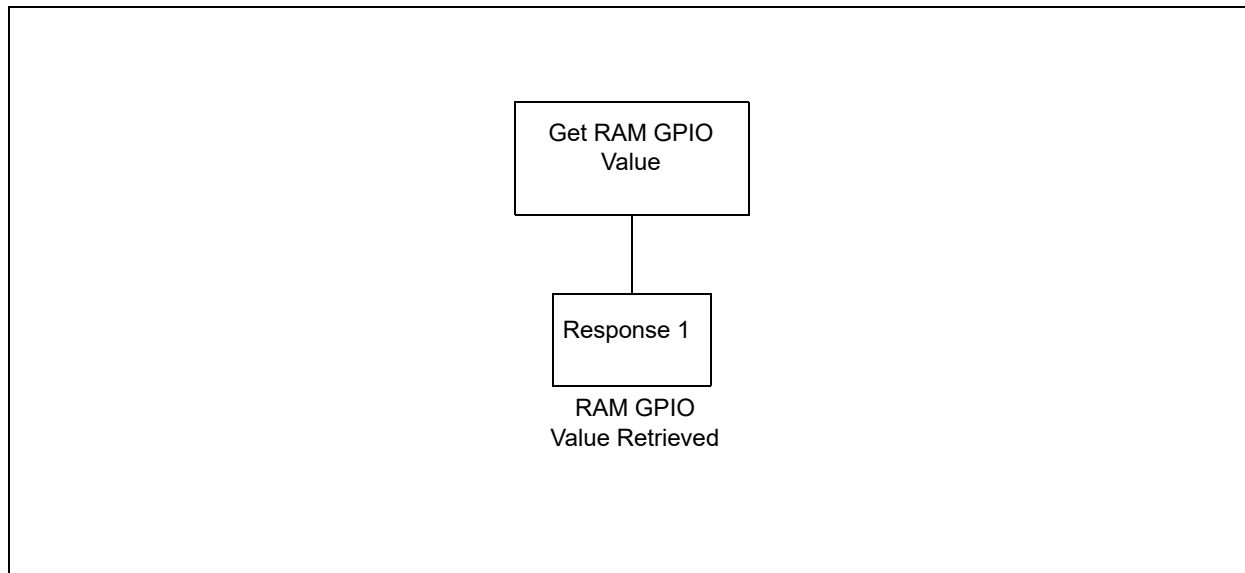 Get RAM GPIO
Value
Response 1
RAM GPIO
Value Retrieved